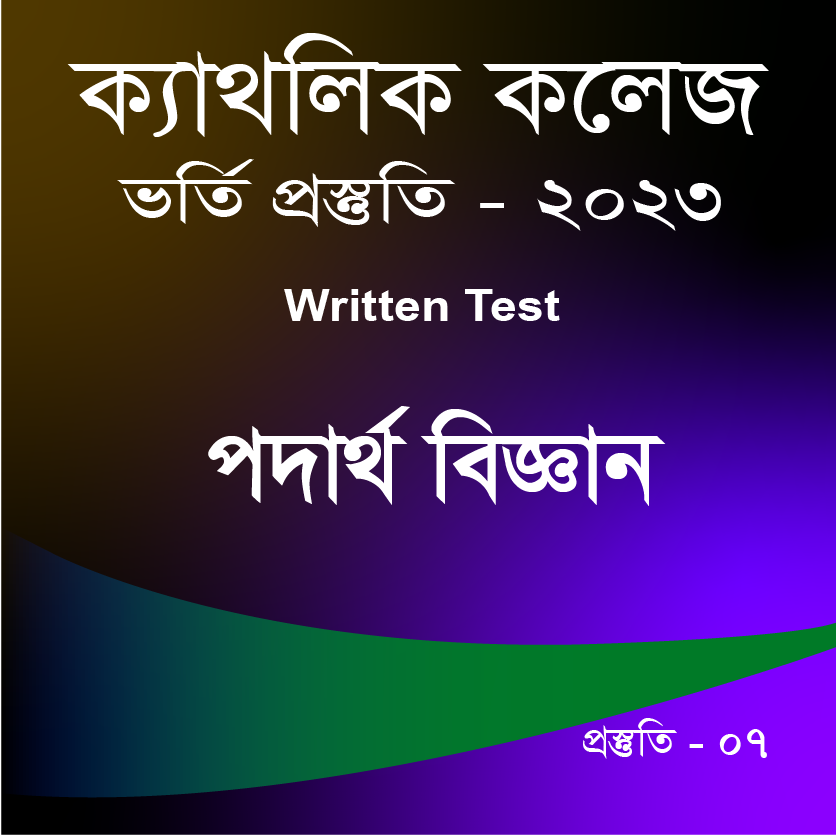 ক্যাথলিক কলেজ
ভর্তি প্রস্তুতি - ২০২৩
Written Test
পদার্থ বিজ্ঞান
প্রস্তুতি - ০৭